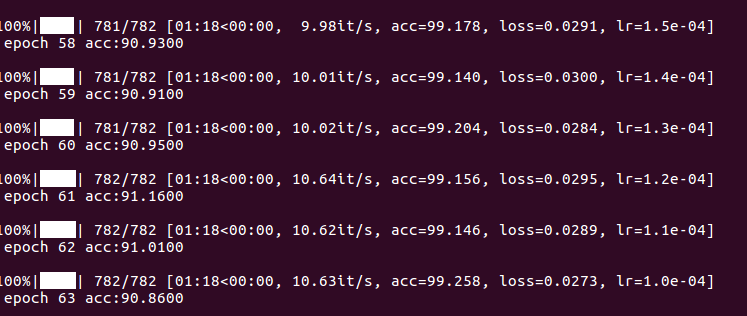 100%|████| 781/782 [01:18<00:00,  9.98it/s, acc=99.178, loss=0.0291, lr=1.5e-04]
epoch 58 acc:90.9300
100%|████| 781/782 [01:18<00:00, 10.01it/s, acc=99.140, loss=0.0300, lr=1.4e-04]
epoch 59 acc:90.9100
100%|████| 781/782 [01:18<00:00, 10.02it/s, acc=99.204, loss=0.0284, lr=1.3e-04]
epoch 60 acc:90.9500
100%|████| 782/782 [01:18<00:00, 10.64it/s, acc=99.156, loss=0.0295, lr=1.2e-04]
epoch 61 acc:91.1600
100%|████| 782/782 [01:18<00:00, 10.62it/s, acc=99.146, loss=0.0289, lr=1.1e-04]
epoch 62 acc:91.0100
100%|████| 782/782 [01:18<00:00, 10.63it/s, acc=99.258, loss=0.0273, lr=1.0e-04]
epoch 63 acc:90.8600